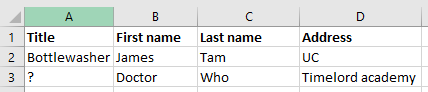 A B C D
1 Title First name Last name Address
2 Bottlewasher James Tam UC
3 ? Doctor Who Timelord academy